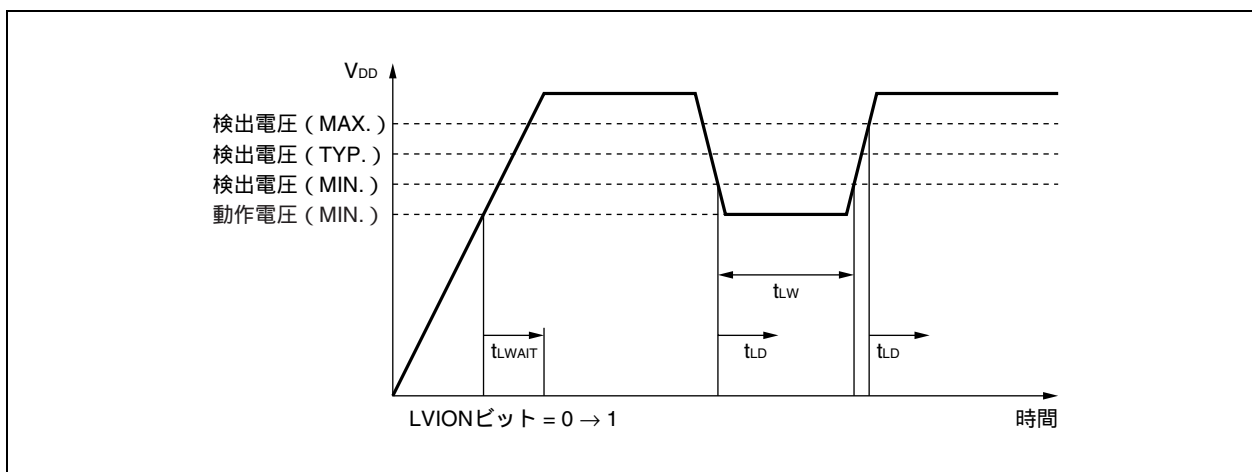 VDD
検出電圧（MAX.）
検出電圧（TYP.）
検出電圧（MIN.）
動作電圧（MIN.）
tLW
tLWAIT
tLD
tLD
LVIONビット = 0 → 1
時間